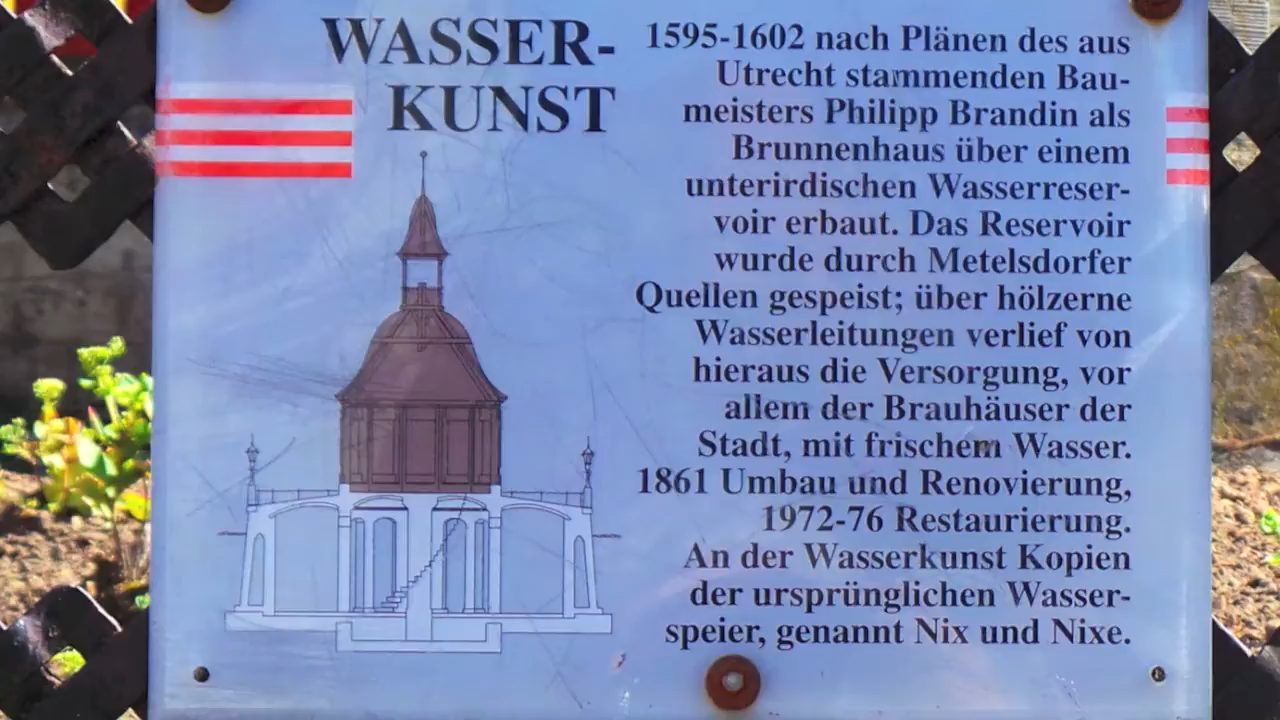 WASSER-
KUNST
1595-1602 nach Plänen des aus
Utrecht stammenden Bau-
meisters Philipp Brandin als
Brunnenhaus über einem
unterirdischen Wasserreser-
voir erbaut. Das Reservoir
wurde durch Metelsdorfer
Quellen gespeist; über hölzerne
Wasserleitungen verlief von
hieraus die Versorgung, vor
allem der Brauhäuser der
Stadt, mit frischem Wasser.
1861 Umbau und Renovierung,
1972-76 Restaurierung.
An der Wasserkunst Kopien
der ursprünglichen Wasser-
speier, genannt Nix und Nixe.